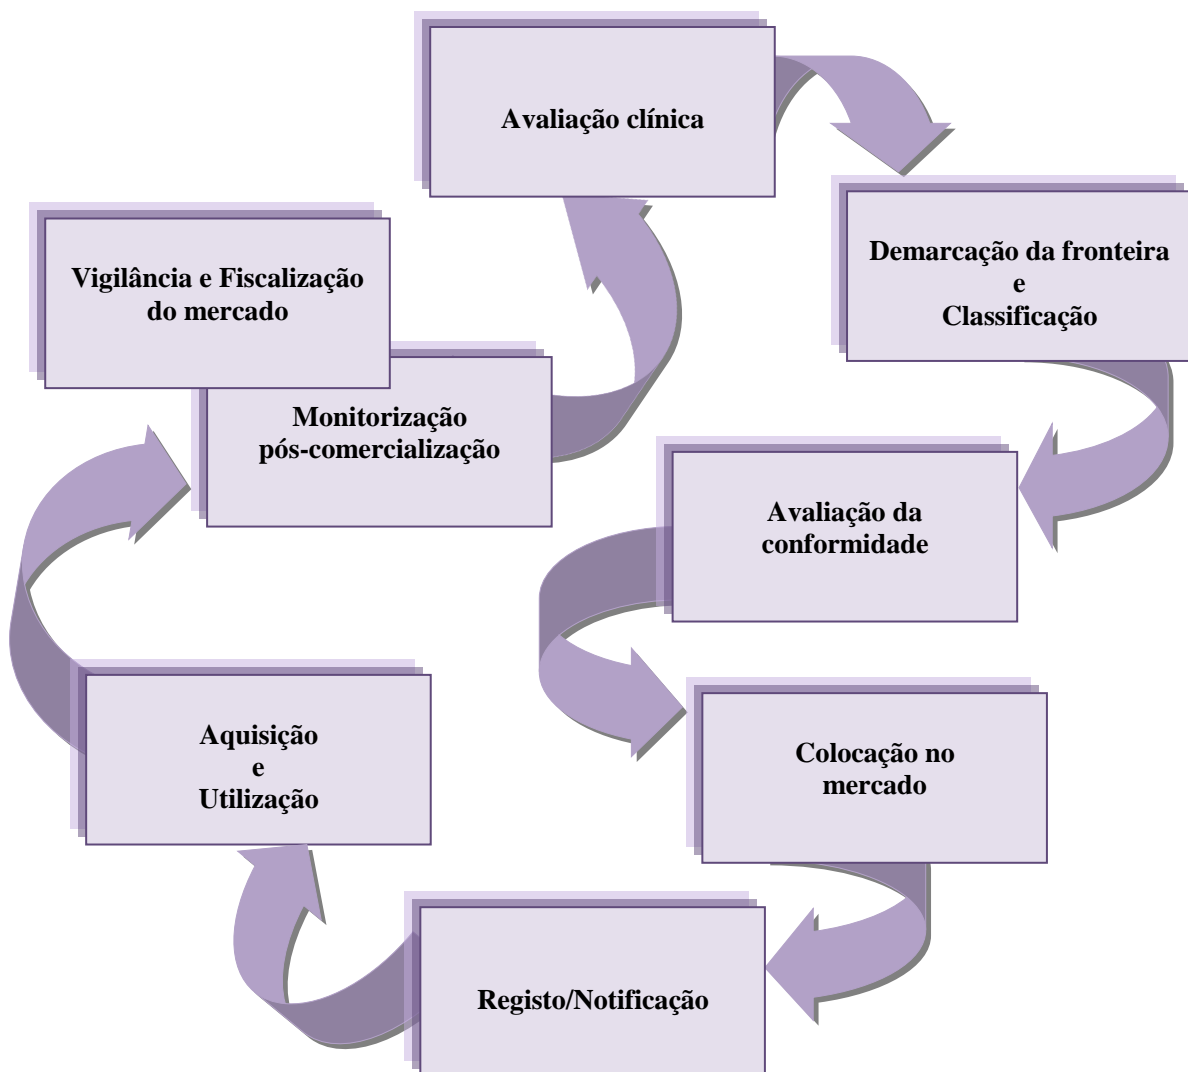 Avaliação clínica
Demarcação da fronteira
e
Classificação
Avaliação da
conformidade
Colocação no
mercado
Registo/Notificação
Aquisição
e
Utilização
Vigilância e Fiscalização
do mercado
Monitorização
pós-comercialização